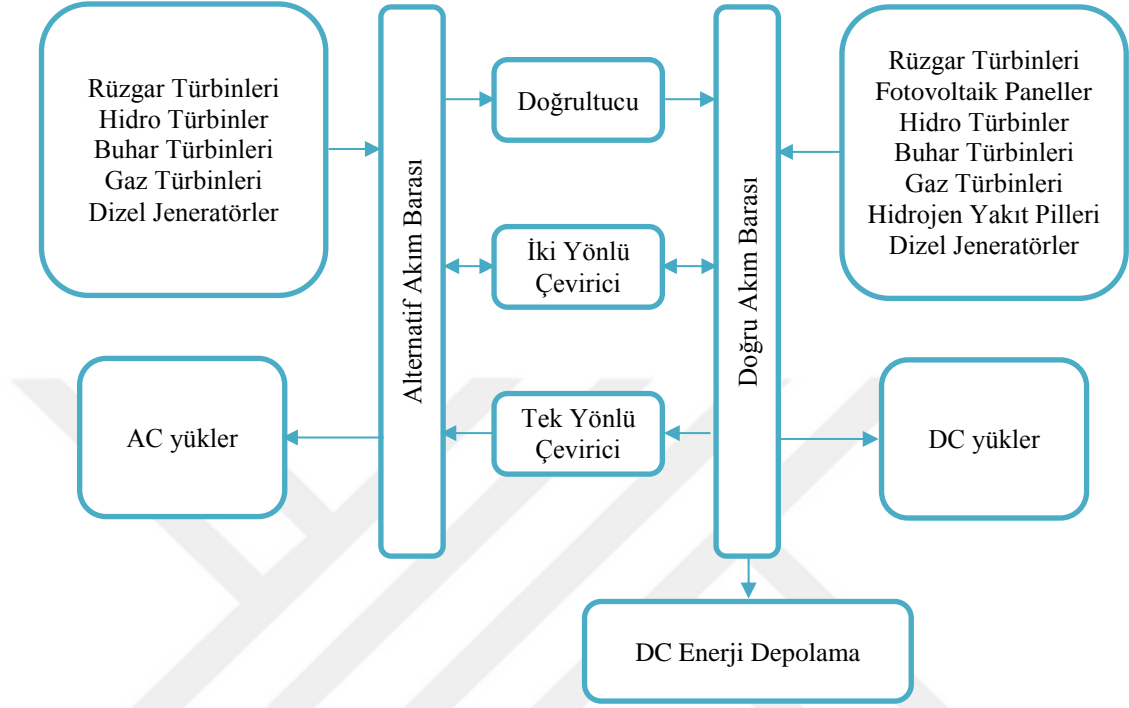 Rüzgar Türbinleri
Hidro Türbinler
Buhar Türbinleri
Gaz Türbinleri
Dizel Jeneratörler
Alternatif Akım Barası
Doğrultucu
İki Yönlü
Çevirici
Tek Yönlü
Çevirici
Doğru Akım Barası
Rüzgar Türbinleri
Fotovoltaik Paneller
Hidro Türbinler
Buhar Türbinleri
Gaz Türbinleri
Hidrojen Yakıt Pilleri
Dizel Jeneratörler
AC yükler
DC yükler
DC Enerji Depolama